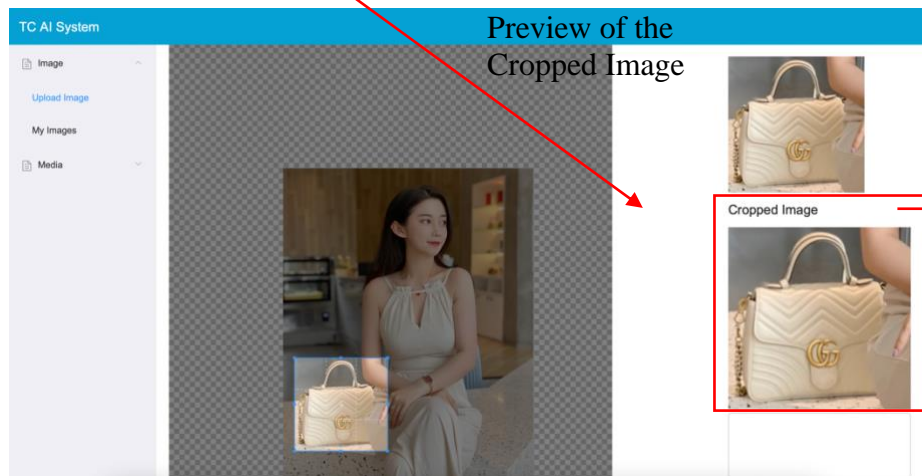 TC AI System
Preview of the
Cropped Image
Image
Upload Image
My Images
Media
Cropped Image